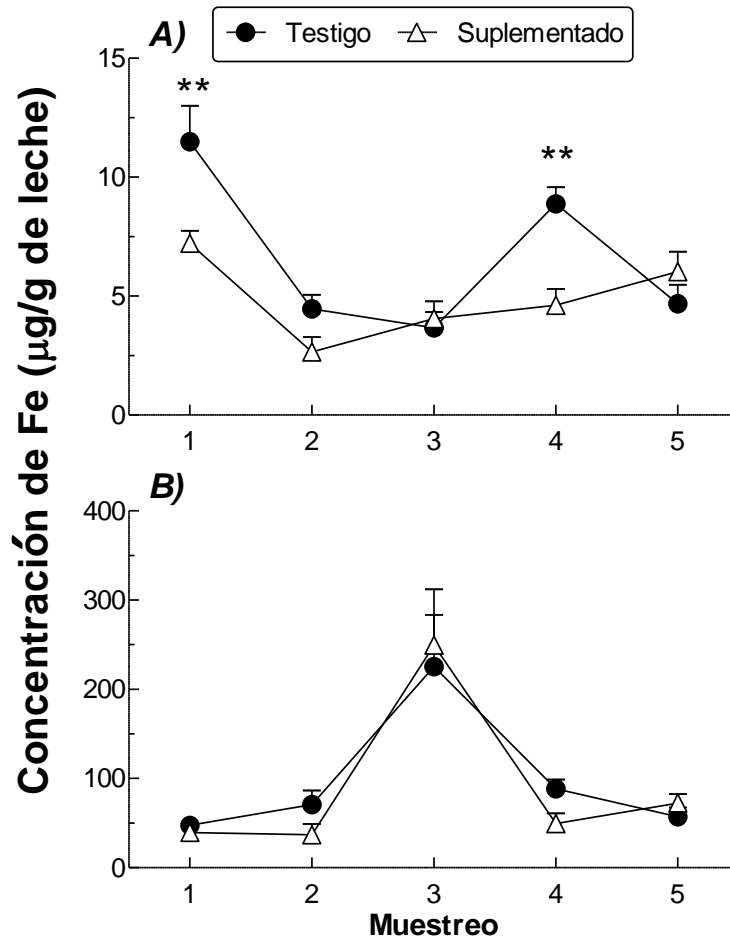 A)
Testigo Suplementado
Concentración de Fe (μg/g de leche)
15
**
**
10
5
0
1 2 3 4 5
B)
400
300
200
100
0
1 2 3 4 5
Muestreo